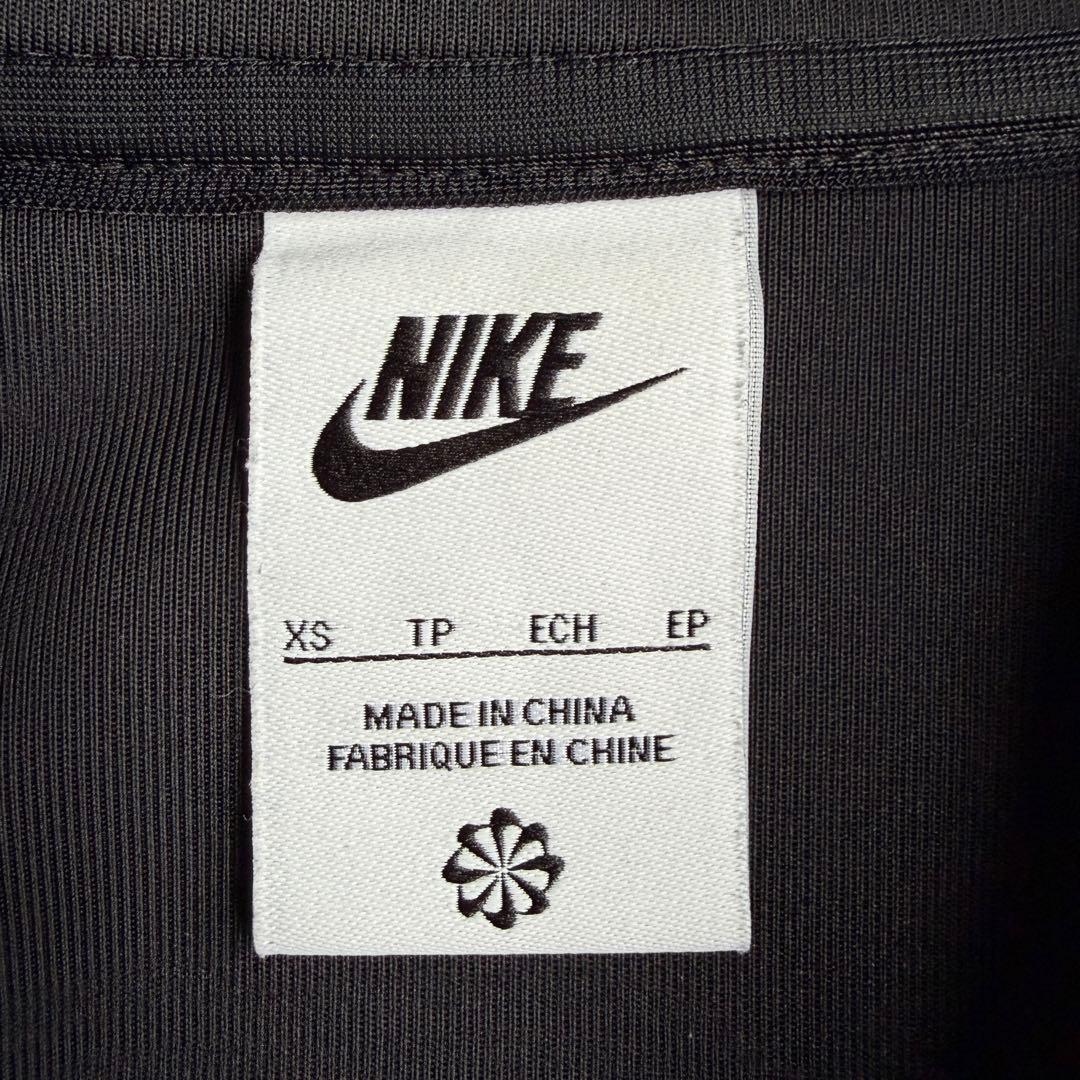 NIKE
XS TP ECH EP
MADE IN CHINA
FABRIQUE EN CHINE